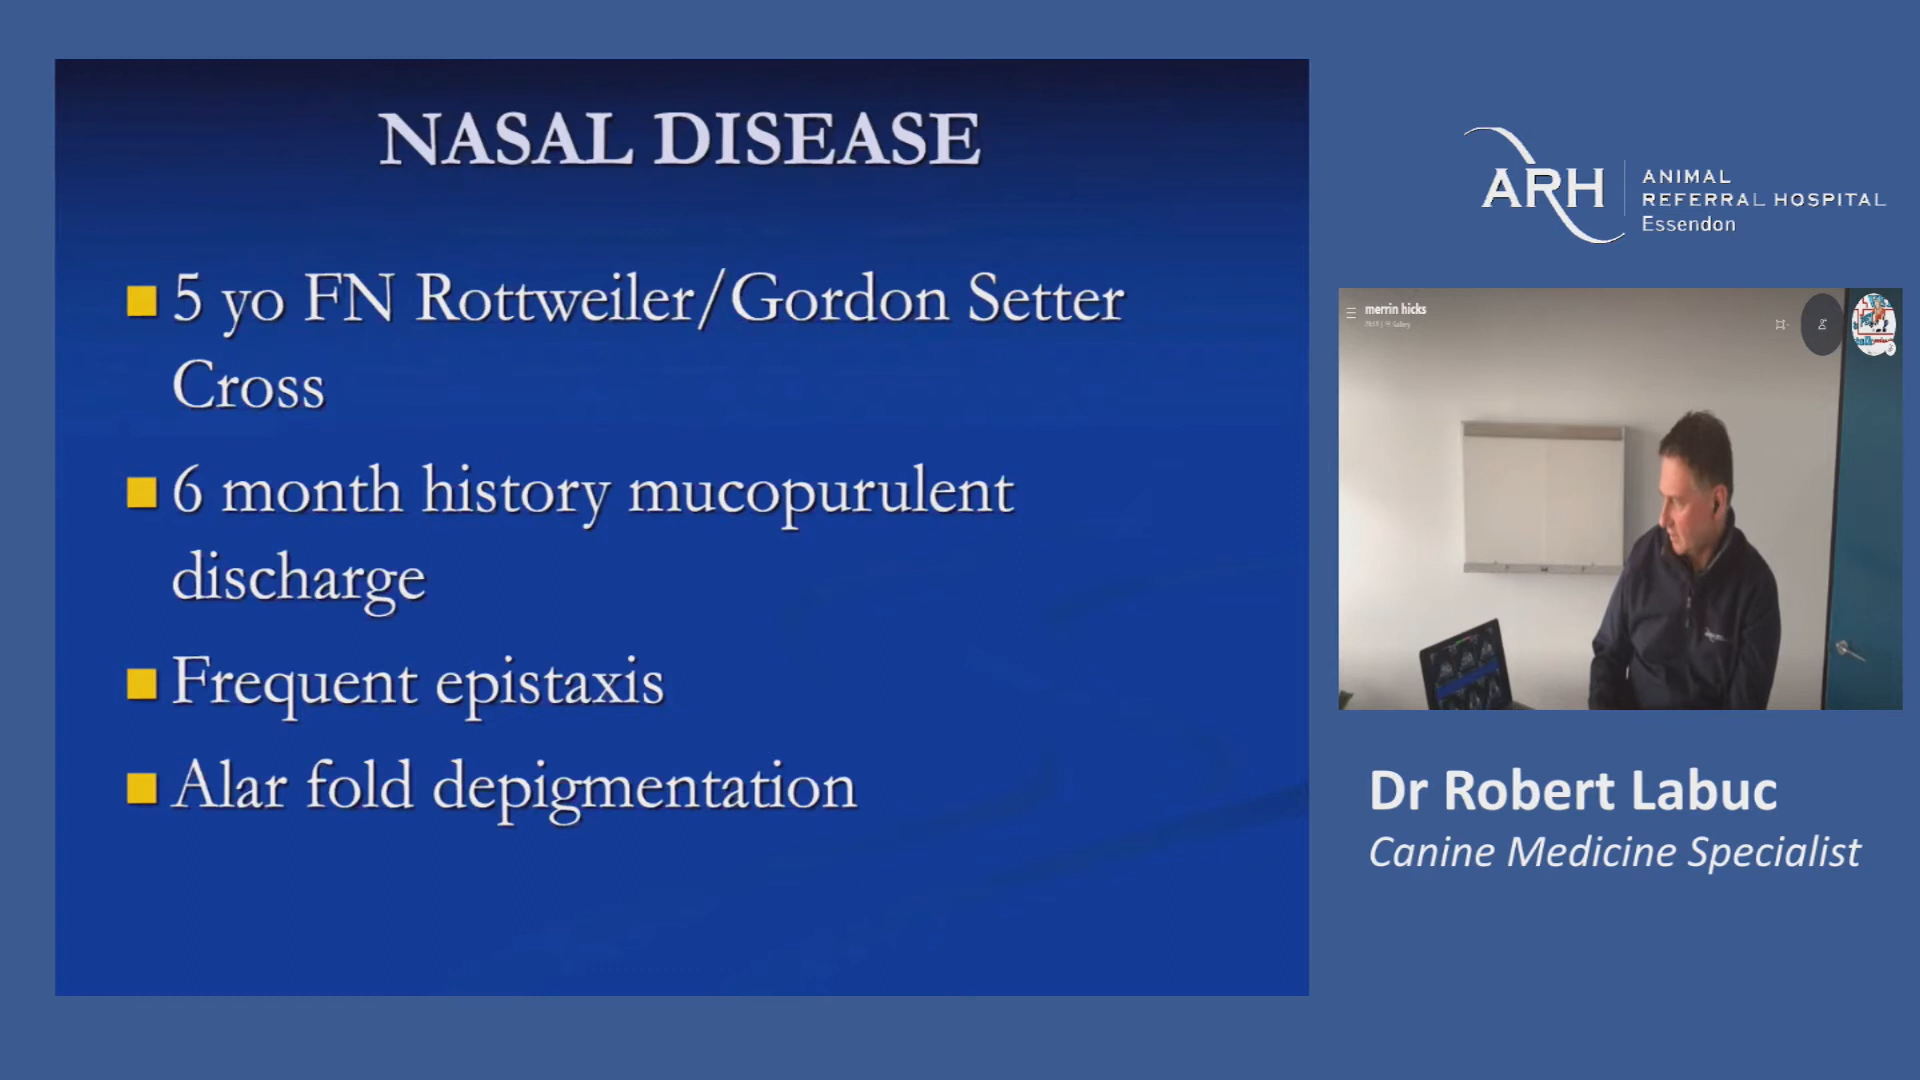 NASAL DISEASE
5 yo FN Rottweiler/Gordon Setter
Cross
6 month history mucopurulent
discharge
Frequent epistaxis
Alar fold depigmentation
ARH
ANIMAL
REFERRAL HOSPITAL
Essendon
merrin hicks
Gallery
Dr Robert Labuc
Canine Medicine Specialist